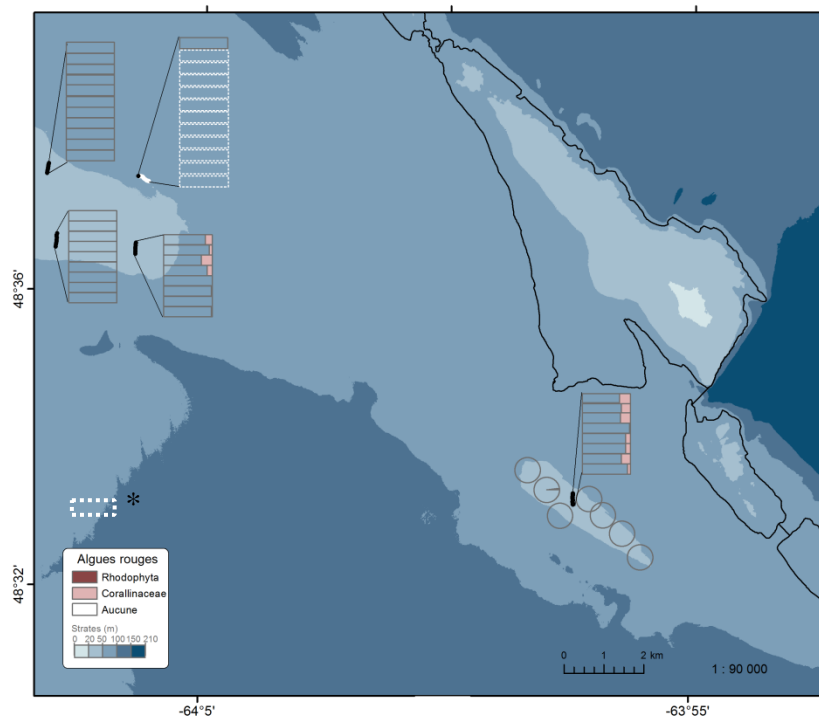 48°36'
*
48°32'
Algues rouges
Rhodophyta
Corallinaceae
Aucune
Strates (m)
0 20 50 100 150 210
0 1 2 km
1 : 90 000
-64°5'
-63°55'